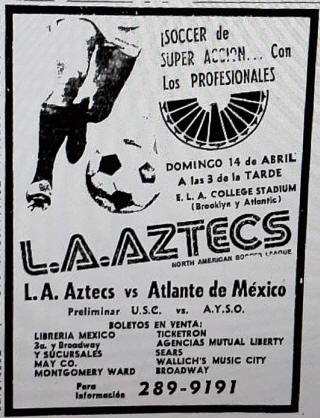 ¡SOCCER de
SUPER ACCION... Con
Los PROFESIONALES
DOMINGO 14 de ABRIL
A las 3 de la TARDE
E. L. A. COLLEGE STADIUM
(Brooklyn y Atlantic)
L.A.AZTECS
NORTH AMERICAN SOCCER LEAGUE
L.A. Aztecs vs Atlante de México
Preliminar U.S.C. vs. A.Y.S.O.
BOLETOS EN VENTA:
LIBRERIA MEXICO
3a. y Broadway
Y SUCURSALES
MAY CO.
MONTGOMERY WARD
TICKETRON
AGENCIAS MUTUAL LIBERTY
SEARS
WALLICH'S MUSIC CITY
BROADWAY
Para
Información 289-9191